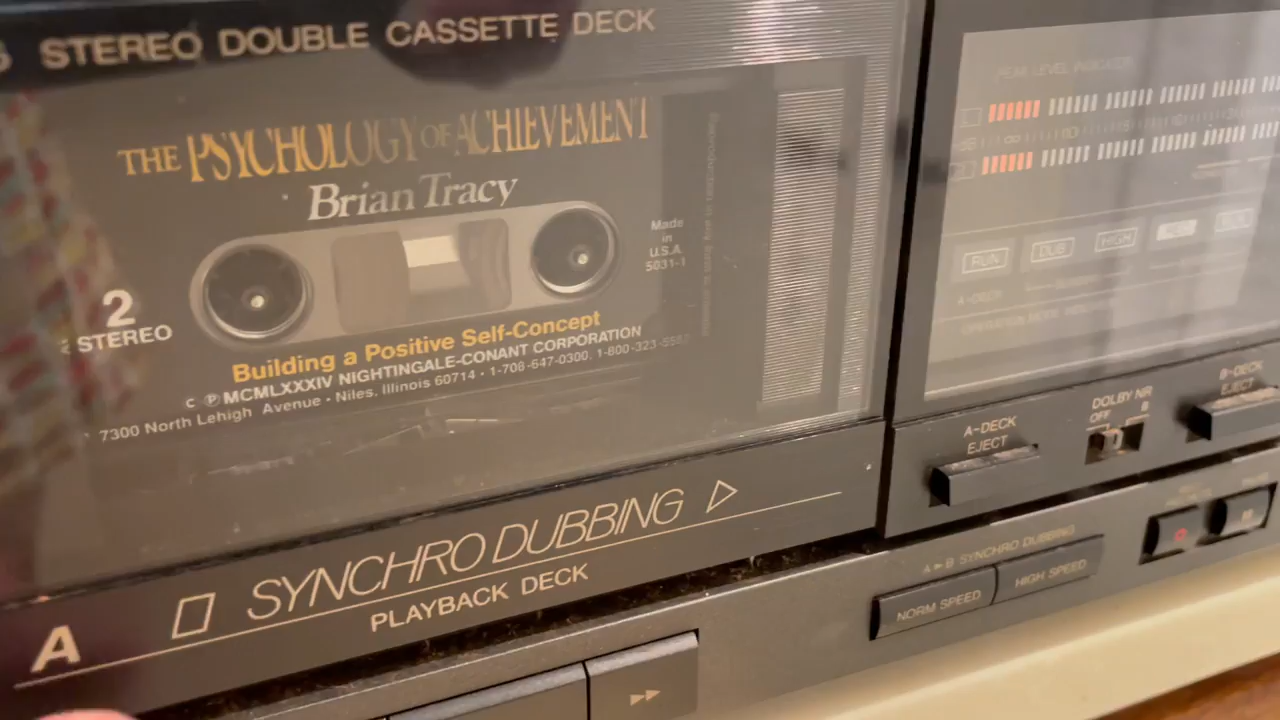 STEREO DOUBLE CASSETTE DECK
THE PSYCHOLOGY OF ACHIEVEMENT
Brian Tracy
Made
in
U.S.A.
5031-1
2
STEREO
Building a Positive Self-Concept
C P MCMLXXXIV NIGHTINGALE-CONANT CORPORATION
7300 North Lehigh Avenue · Niles, Illinois 60714 · 1-708-647-0300. 1-800-323-5552
SYNCHRO DUBBING
PLAYBACK DECK
A
PEAK LEVEL INDICATOR
RUN
DUB
HIGH
REC
A-DECK
A-DECK
EJECT
DOLBY NR
OFF B
B-DECK
EJECT
A►B SYNCHRO DUBBING
NORM SPEED
HIGH SPEED